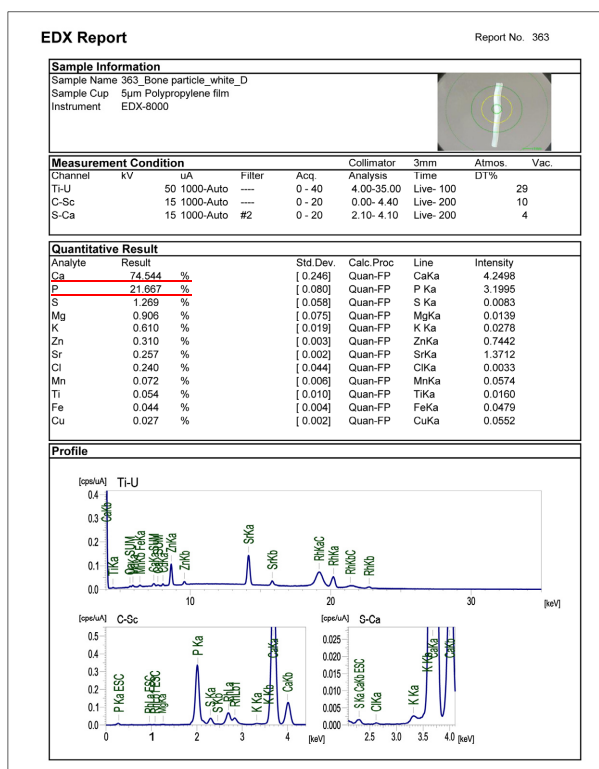 EDX Report
Report No. 363
Sample Information
Sample Name 363_Bone particle_white_D
Sample Cup 5µm Polypropylene film
Instrument EDX-8000
Measurement Condition Collimator 3mm Atmos. Vac.
Channel kV uA Filter Acq. Analysis Time DT%
Ti-U 50 1000-Auto ---- 0 - 40 4.00-35.00 Live- 100 29
C-Sc 15 1000-Auto ---- 0 - 20 0.00- 4.40 Live- 200 10
S-Ca 15 1000-Auto #2 0 - 20 2.10- 4.10 Live- 200 4
Quantitative Result
Analyte Result Std.Dev. Calc.Proc Line Intensity
Ca 74.544 % [ 0.246] Quan-FP CaKa 4.2498
P 21.667 % [ 0.080] Quan-FP P Ka 3.1995
S 1.269 % [ 0.058] Quan-FP S Ka 0.0083
Mg 0.906 % [ 0.075] Quan-FP MgKa 0.0139
K 0.610 % [ 0.019] Quan-FP K Ka 0.0278
Zn 0.310 % [ 0.003] Quan-FP ZnKa 0.7442
Sr 0.257 % [ 0.002] Quan-FP SrKa 1.3712
Cl 0.240 % [ 0.044] Quan-FP ClKa 0.0033
Mn 0.072 % [ 0.006] Quan-FP MnKa 0.0574
Ti 0.054 % [ 0.010] Quan-FP TiKa 0.0160
Fe 0.044 % [ 0.004] Quan-FP FeKa 0.0479
Cu 0.027 % [ 0.002] Quan-FP CuKa 0.0552
Profile
[cps/uA] Ti-U
0.4
0.3
0.2
0.1
0.0
CaKb
TiKa
MnKb
FeKa
ZnKa
ZnKb
SrKa
SrKb
RhKaC
RhKa
RhKbC
RhKb
10 20 30 [keV]
[cps/uA] C-Sc
0.5
0.4
0.3
0.2
0.1
0.0
P Ka ESC
MgKa
P Ka
S Ka
S Kb
RhLa
RhLb1
K Ka
K Kb
CaKa
CaKb
0 1 2 3 4 [keV]
[cps/uA] S-Ca
0.025
0.020
0.015
0.010
0.005
0.000
S Ka CaKb ESC
ClKa
K Ka
K Kb
CaKa
CaKb
2.5 3.0 3.5 4.0 [keV]